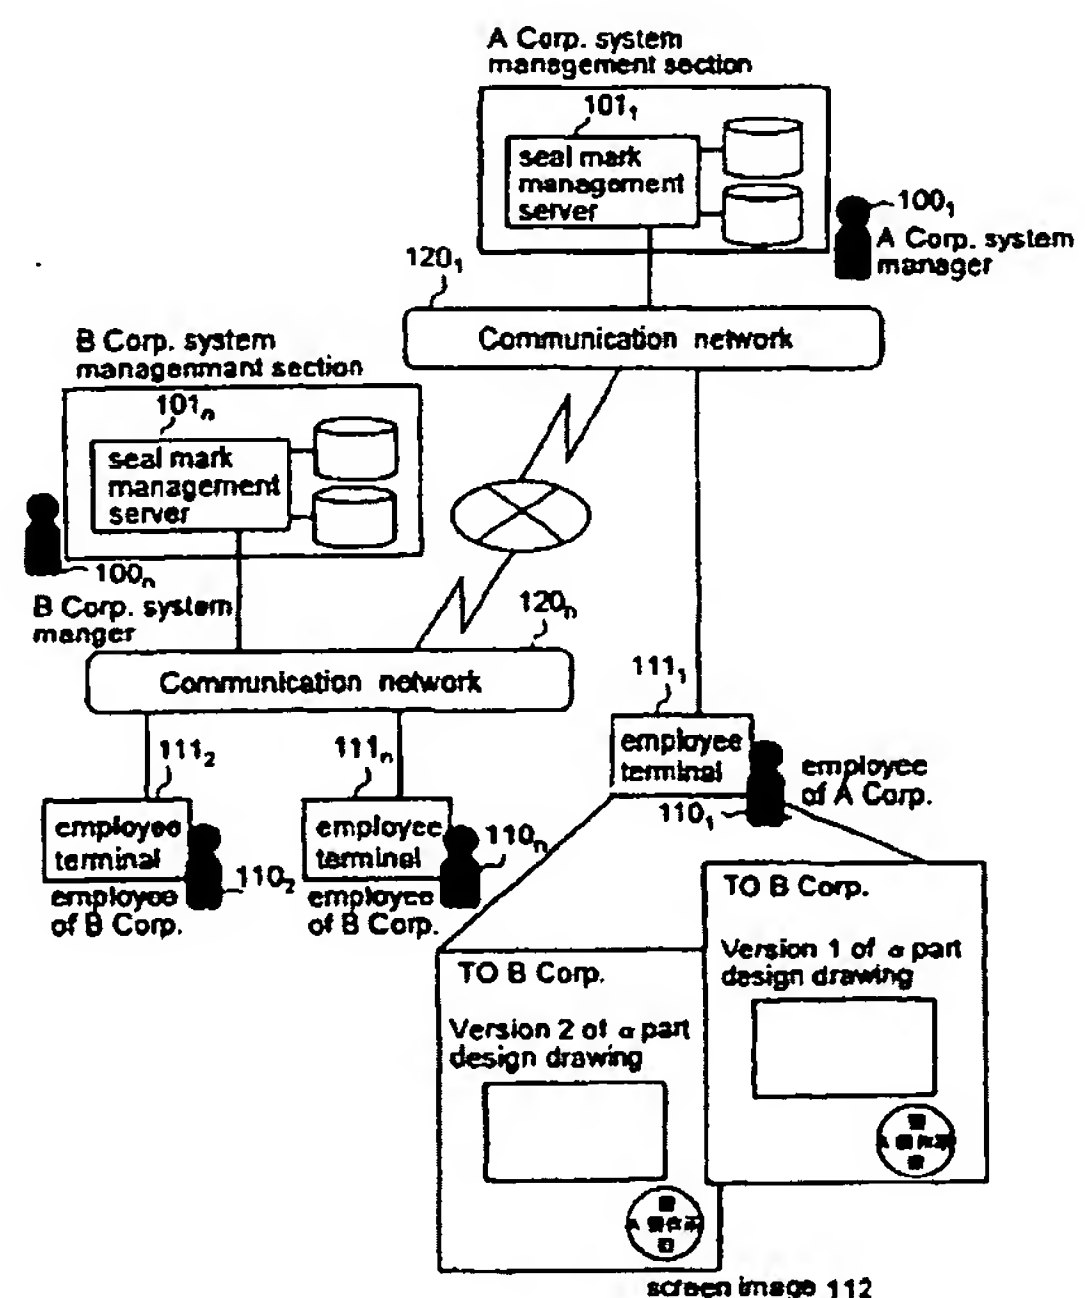 A Corp. system
management section
101₁
seal mark
management
server
100₁
A Corp. system
manager
120₁
Communication network
B Corp. system
managenmant section
101ₙ
seal mark
management
server
100ₙ
B Corp. system
manger
120ₙ
Communication network
111₁
employee
terminal
employee
of A Corp.
110₁
111₂
employee
terminal
110₂
employee
of B Corp.
111ₙ
employee
terminal
110ₙ
employee
of B Corp.
TO B Corp.
Version 1 of α part
design drawing
TO B Corp.
Version 2 of α part
design drawing
screen image 112